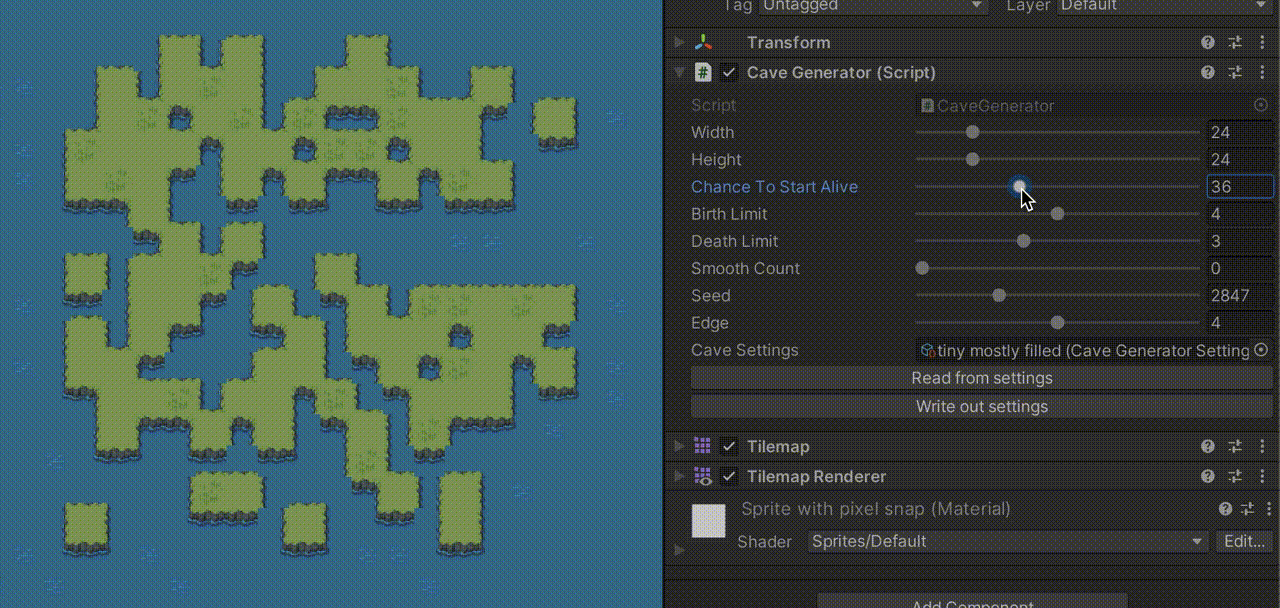 Tag Untagged Layer Default
Transform
# Cave Generator (Script)
Script # CaveGenerator
Width 24
Height 24
Chance To Start Alive 36
Birth Limit 4
Death Limit 3
Smooth Count 0
Seed 2847
Edge 4
Cave Settings tiny mostly filled (Cave Generator Setting
Read from settings
Write out settings
Tilemap
Tilemap Renderer
Sprite with pixel snap (Material)
Shader Sprites/Default Edit...
Add Component